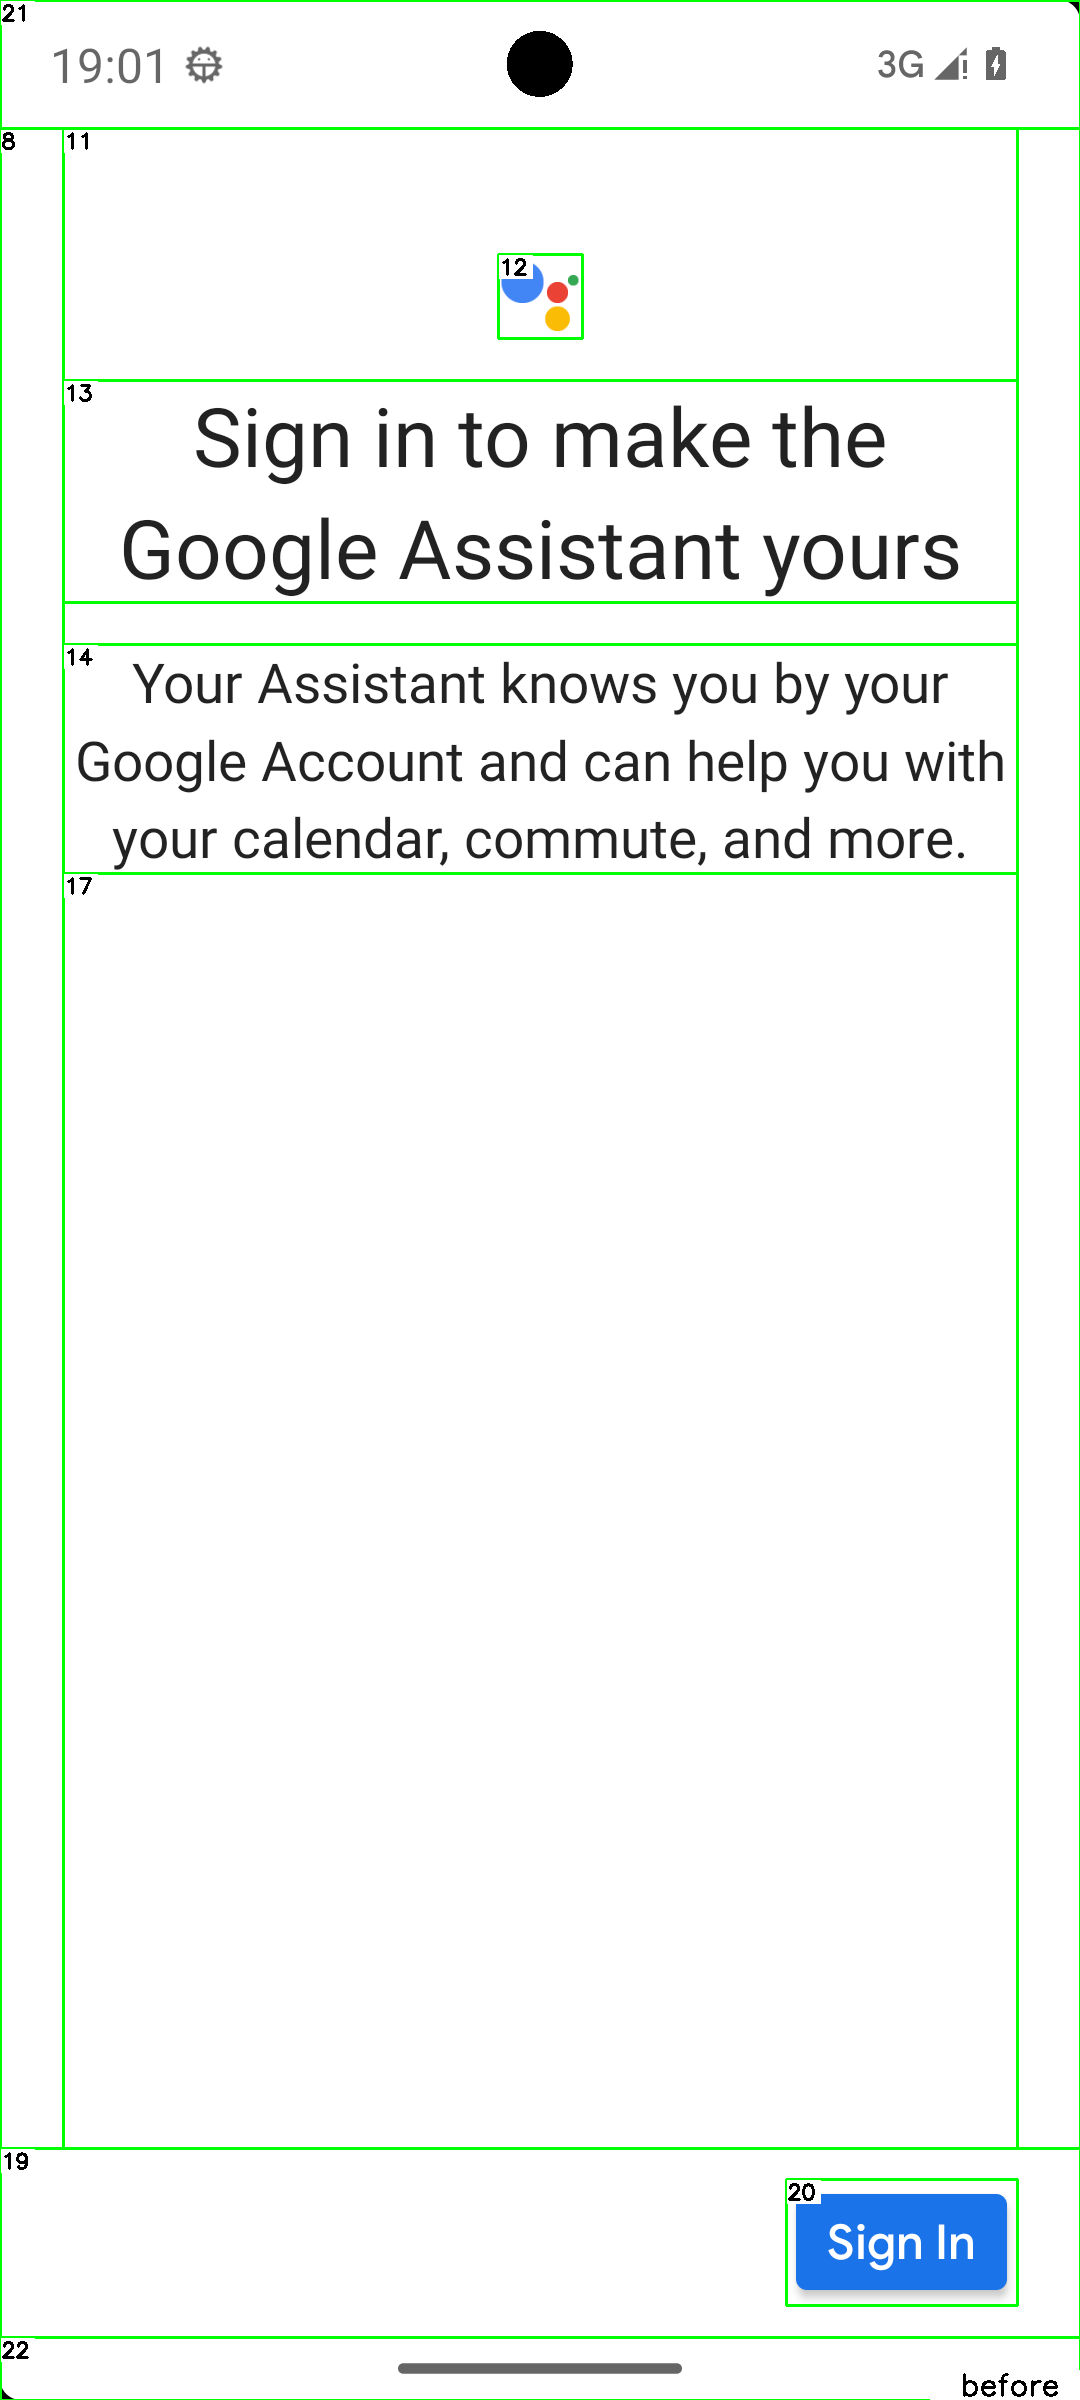 21
19:01
3G
8
11
12
13
Sign in to make the
Google Assistant yours
14
Your Assistant knows you by your
Google Account and can help you with
your calendar, commute, and more.
17
19
20
Sign In
22
before